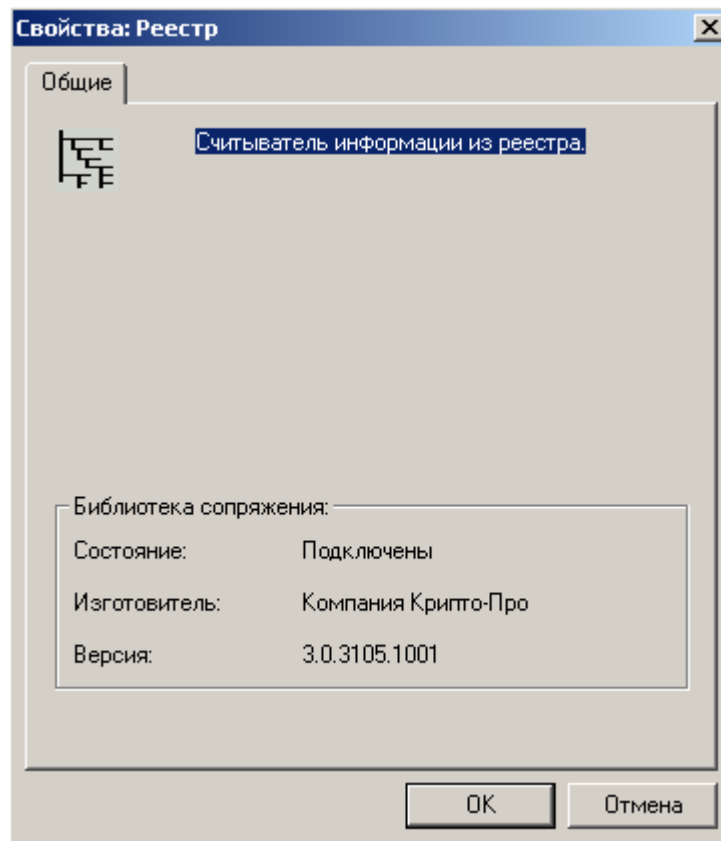 Свойства: Реестр
Общие
Считыватель информации из реестра.
Библиотека сопряжения:
Состояние: Подключены
Изготовитель: Компания Крипто-Про
Версия: 3.0.3105.1001
OK Отмена